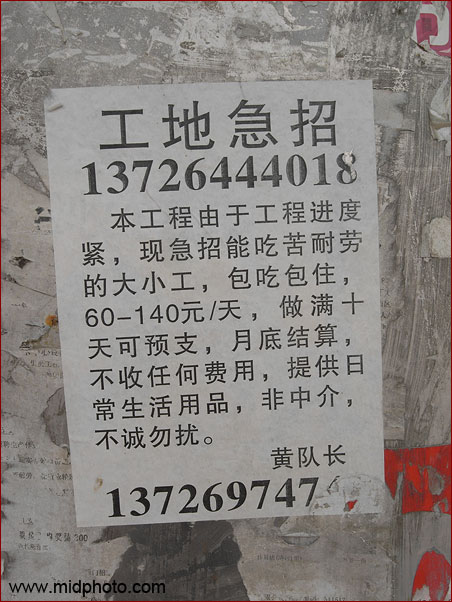 工地急招
13726444018
本工程由于工程进度
紧，现急招能吃苦耐劳
的大小工，包吃包住，
60-140元/天，做满十
天可预支，月底结算，
不收任何费用，提供日
常生活用品，非中介，
不诚勿扰。
黄队长
1372697474
www.midphoto.com